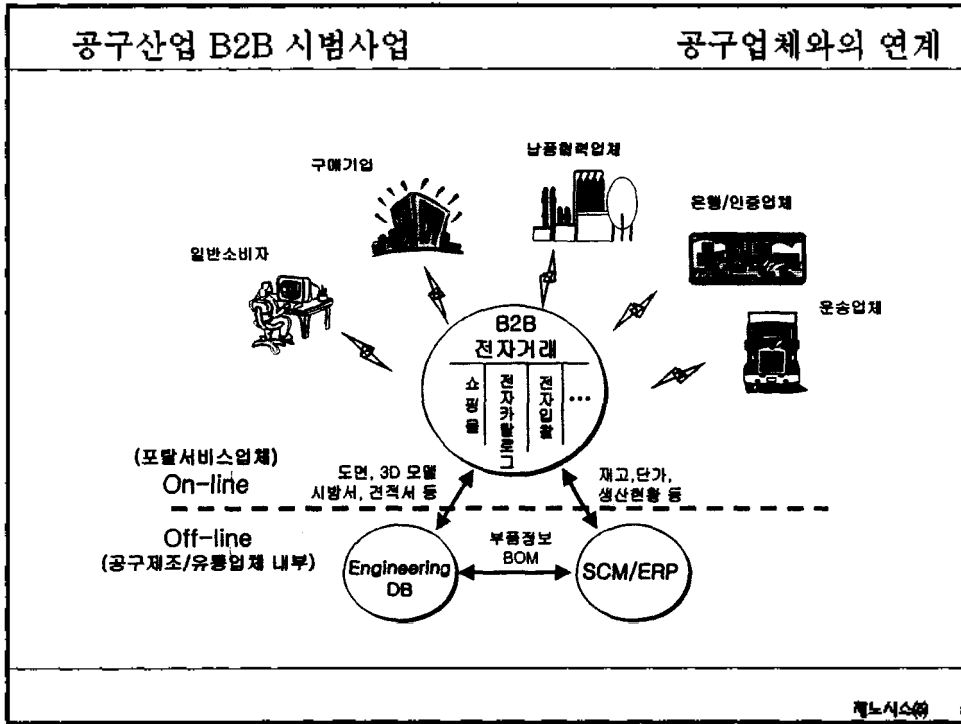 공구산업 B2B 시범사업
공구업체와의 연계
납품협력업체
구매기업
은행/인증업체
일반소비자
운송업체
B2B
전자거래
쇼핑몰
전자카탈로그
전자입찰
...
(포탈서비스업체)
On-line
도면, 3D 모델
시방서, 견적서 등
재고,단가,
생산현황 등
Off-line
(공구제조/유통업체 내부)
부품정보
BOM
Engineering
DB
SCM/ERP
제노시스㈜